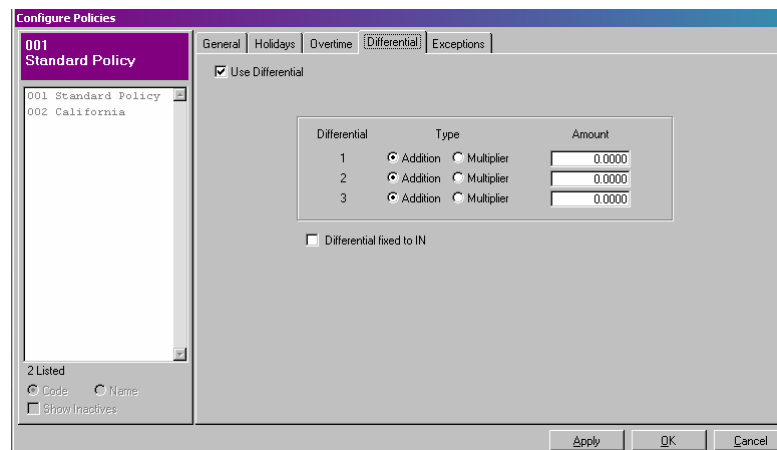 Configure Policies
001
Standard Policy
001 Standard Policy
002 California
2 Listed
Code Name
Show Inactives
General Holidays Overtime Differential Exceptions
Use Differential
Differential Type Amount
1 Addition Multiplier 0.0000
2 Addition Multiplier 0.0000
3 Addition Multiplier 0.0000
Differential fixed to IN
Apply OK Cancel